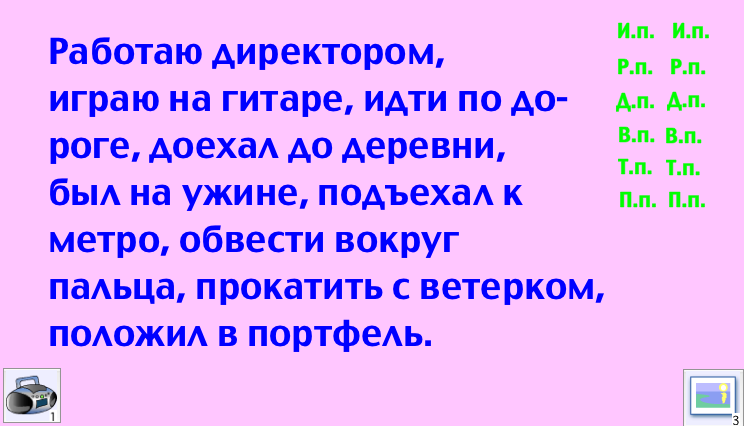 Работаю директором,
играю на гитаре, идти по до-
роге, доехал до деревни,
был на ужине, подъехал к
метро, обвести вокруг
пальца, прокатить с ветерком,
положил в портфель.
И.п. И.п.
Р.п. Р.п.
Д.п. Д.п.
В.п. В.п.
Т.п. Т.п.
П.п. П.п.
1
3